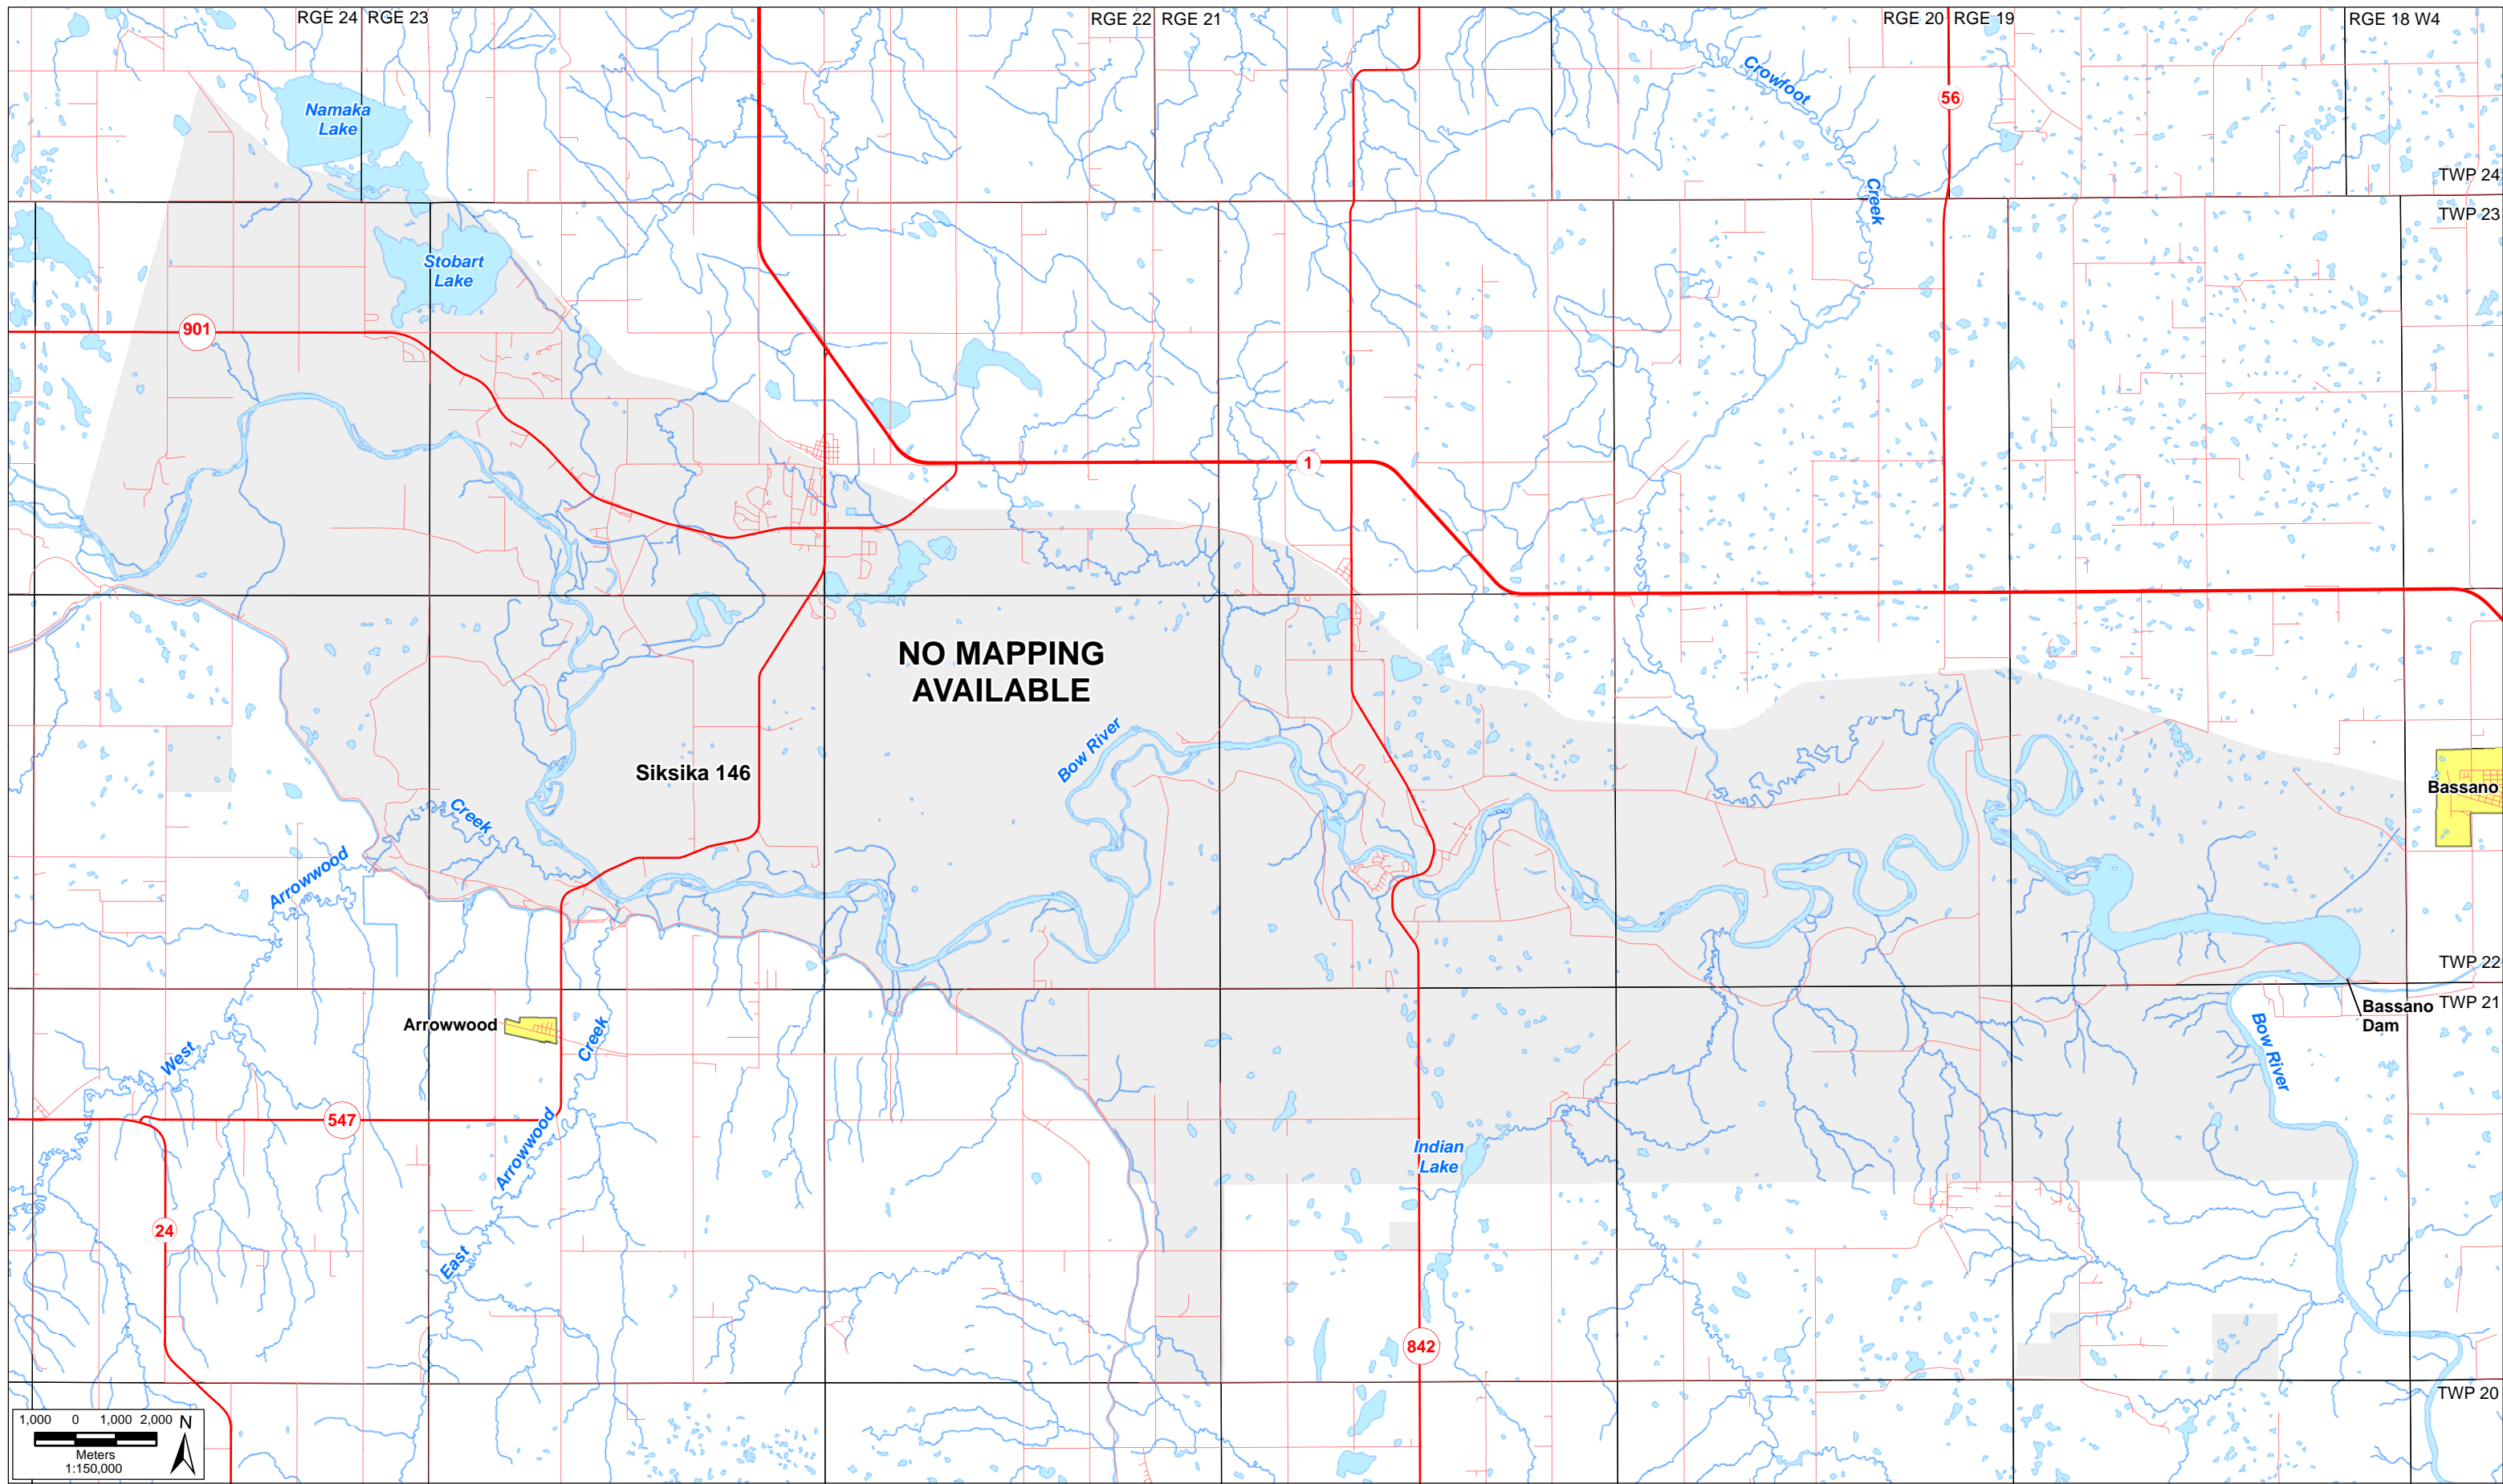 RGE 24
RGE 23
RGE 22
RGE 21
RGE 20
RGE 19
RGE 18 W4
Namaka
Lake
Crowfoot
56
Creek
TWP 24
TWP 23
Stobart
Lake
901
1
NO MAPPING
AVAILABLE
Bow River
Siksika 146
Bassano
Creek
Arrowwood
TWP 22
TWP 21
Bassano
Dam
Bow River
Arrowwood
Creek
West
547
Arrowwood
Indian
Lake
24
East
842
TWP 20
1,000 0 1,000 2,000 N
Meters
1:150,000